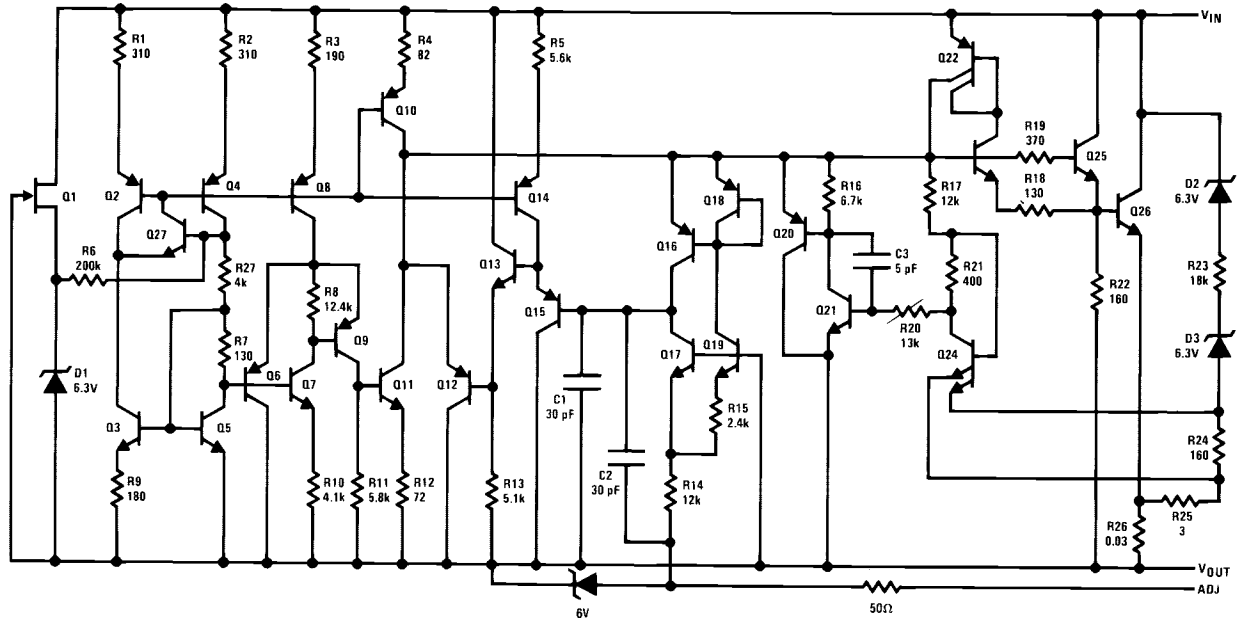 R1
310
R2
310
R3
190
R4
82
R5
5.6k
VIN
Q22
Q10
R19
370
Q25
R18
130
D2
6.3V
Q1
Q2
Q4
Q8
Q14
Q18
R16
6.7k
R17
12k
Q26
Q27
Q20
Q16
R6
200k
R27
4k
Q13
C3
5 pF
R21
400
R23
18k
R22
160
R8
12.4k
Q15
Q21
R20
13k
R7
130
Q9
Q17
Q19
Q24
D3
6.3V
D1
6.3V
Q6
Q7
Q11
Q12
C1
30 pF
R15
2.4k
Q3
Q5
R24
160
C2
30 pF
R9
180
R10
4.1k
R11
5.8k
R12
72
R13
5.1k
R14
12k
R26
0.03
R25
3
VOUT
ADJ
6V
50Ω